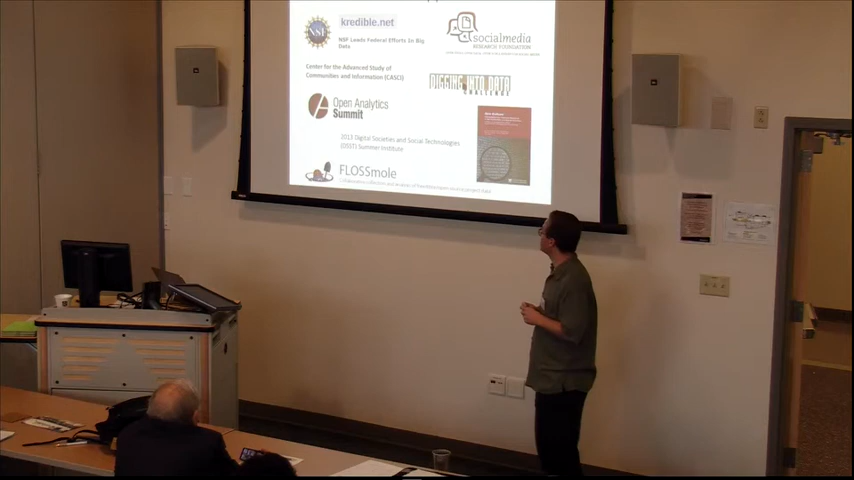 kredible.net
NSF
NSF Leads Federal Efforts In Big
Data
socialmedia
RESEARCH FOUNDATION
Center for the Advanced Study of
Communities and Information (CASCI)
DIGGING INTO DATA
CHALLENGE
Open Analytics
Summit
2013 Digital Societies and Social Technologies
(DSST) Summer Institute
FLOSSmole